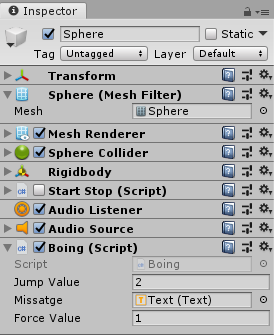 Inspector
Sphere Static
Tag Untagged Layer Default
Transform
Sphere (Mesh Filter)
Mesh Sphere
Mesh Renderer
Sphere Collider
Rigidbody
Start Stop (Script)
Audio Listener
Audio Source
Boing (Script)
Script Boing
Jump Value 2
Missatge Text (Text)
Force Value 1